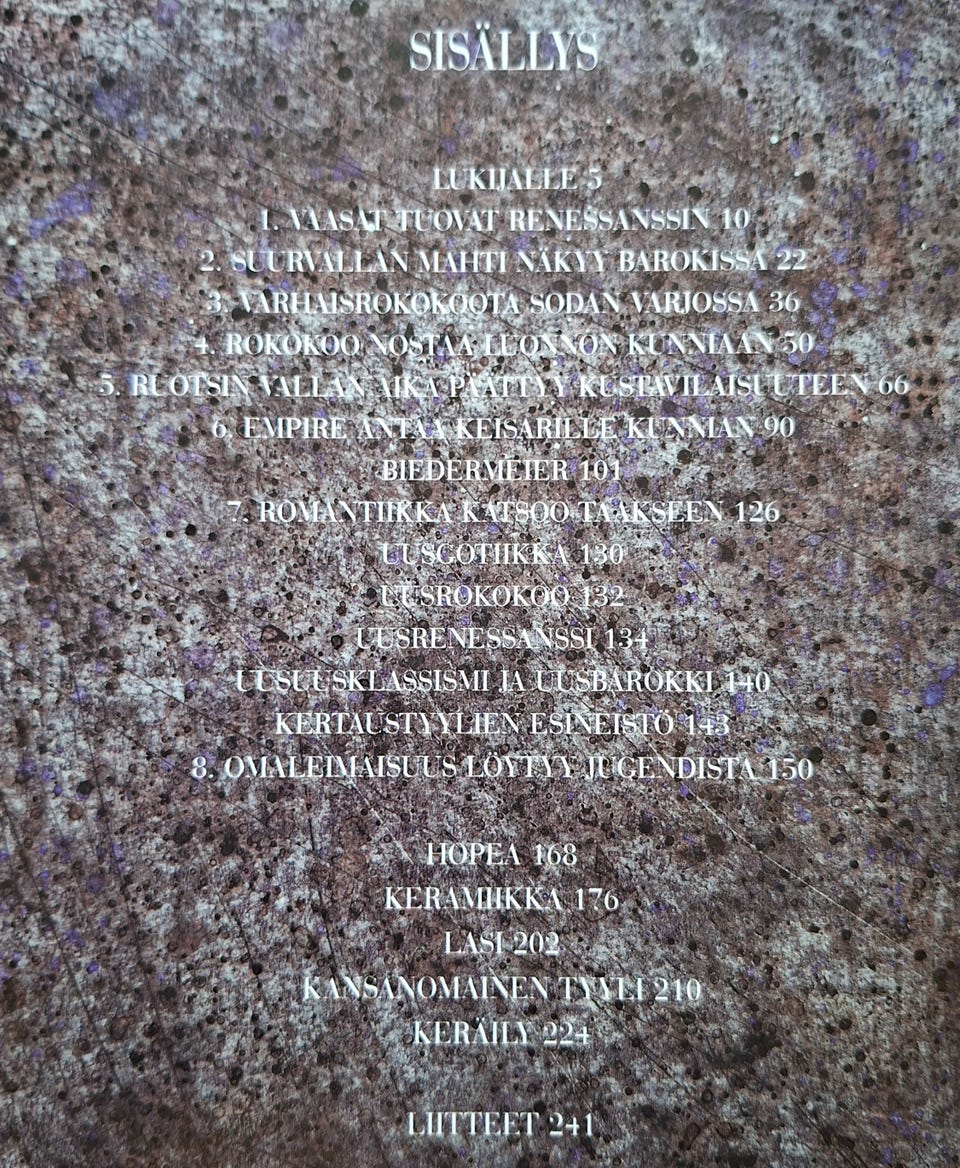 SISÄLLYS
LUKIJALLE 5
1. VAASAT TUOVAT RENESSANSSIN 10
2. SUURVALLAN MAHTI NÄKYY BAROKISSA 22
3. VARHAISROKOKOOTA SODAN VARJOSSA 36
4. ROKOKOO NOSTAA LUONNON KUNNIAAN 50
5. RUOTSIN VALLAN AIKA PÄÄTTYY KUSTAVILAISUUTEEN 66
6. EMPIRE ANTAA KEISARILLE KUNNIAN 90
BIEDERMEIER 101
7. ROMANTIIKKA KATSOO TAAKSEEN 126
UUSGOTIIKKA 130
UUSROKOKOO 132
UUSRENESSANSSI 134
UUSUUSKLASSISMI JA UUSBAROKKI 140
KERTAUSTYYLIEN ESINEISTÖ 143
8. OMALEIMAISUUS LÖYTYY JUGENDISTA 150
HOPEA 168
KERAMIIKKA 176
LASI 202
KANSANOMAINEN TYYLI 210
KERÄILY 224
LIITTEET 241